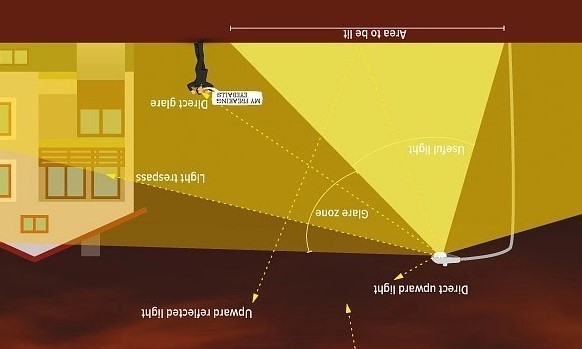 Upward reflected light
Direct upward light
Glare zone
Light trespass
Useful light
MY FREAKING
EYEBALLS!
Direct glare
Area to be lit